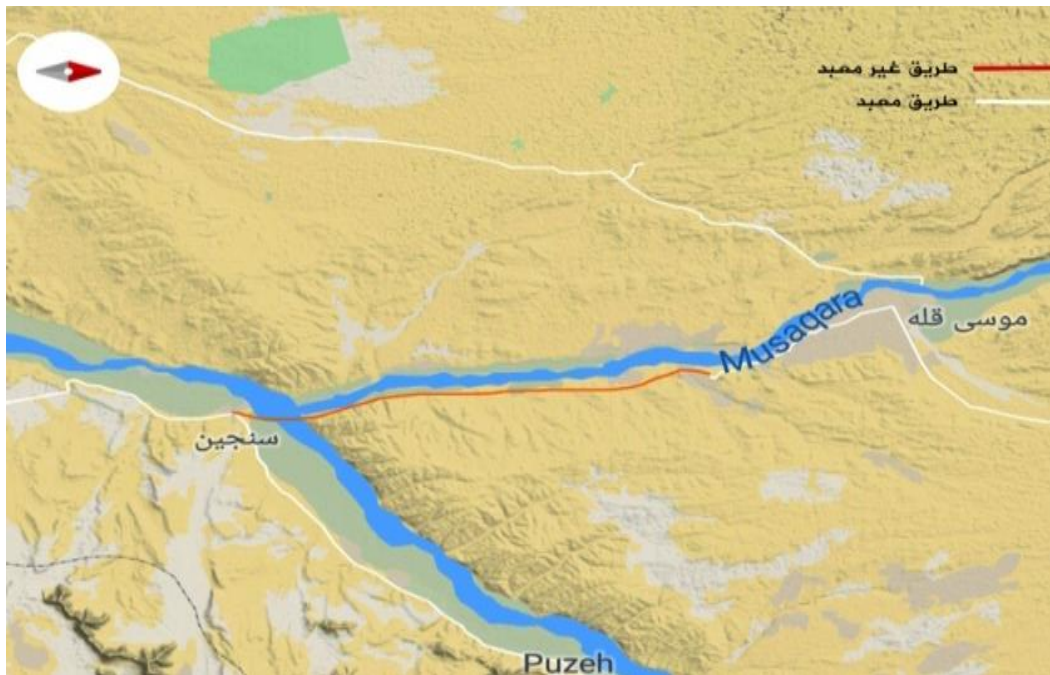 طريق غير معبد
طريق معبد
Musaqara
موسى قله
سنجين
Puzeh